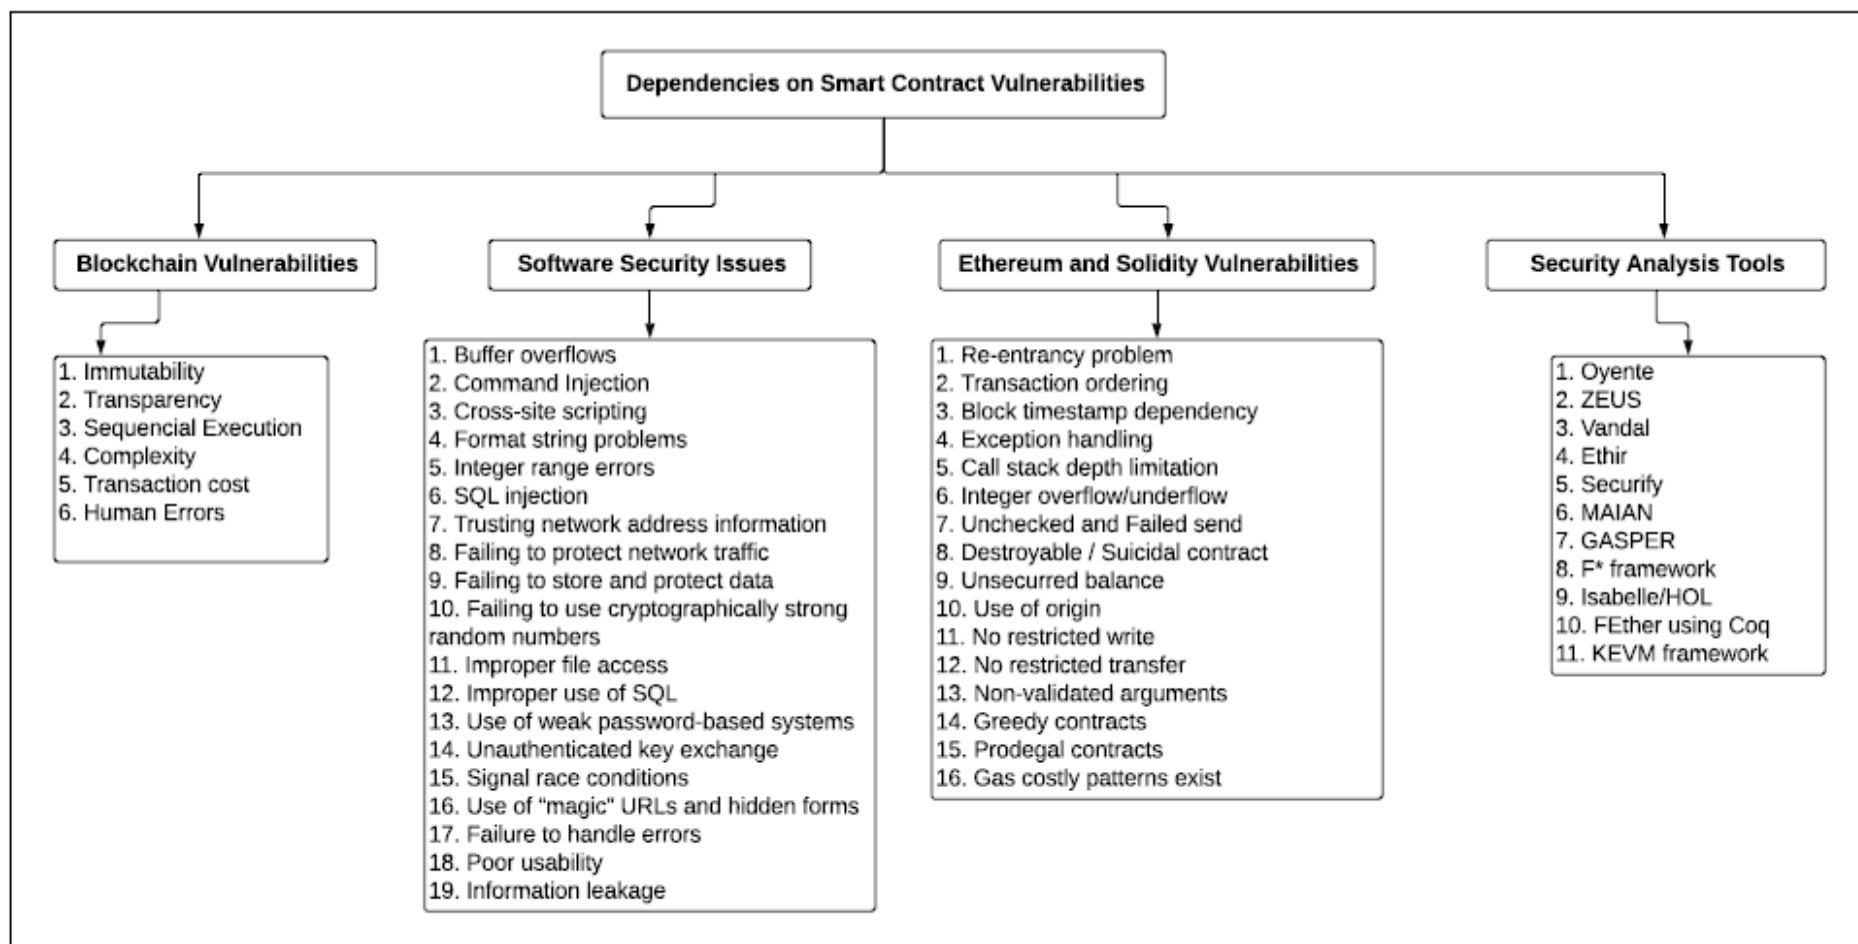 Dependencies on Smart Contract Vulnerabilities
Blockchain Vulnerabilities
1. Immutability
2. Transparency
3. Sequencial Execution
4. Complexity
5. Transaction cost
6. Human Errors
Software Security Issues
1. Buffer overflows
2. Command Injection
3. Cross-site scripting
4. Format string problems
5. Integer range errors
6. SQL injection
7. Trusting network address information
8. Failing to protect network traffic
9. Failing to store and protect data
10. Failing to use cryptographically strong
random numbers
11. Improper file access
12. Improper use of SQL
13. Use of weak password-based systems
14. Unauthenticated key exchange
15. Signal race conditions
16. Use of "magic" URLs and hidden forms
17. Failure to handle errors
18. Poor usability
19. Information leakage
Ethereum and Solidity Vulnerabilities
1. Re-entrancy problem
2. Transaction ordering
3. Block timestamp dependency
4. Exception handling
5. Call stack depth limitation
6. Integer overflow/underflow
7. Unchecked and Failed send
8. Destroyable / Suicidal contract
9. Unsecurred balance
10. Use of origin
11. No restricted write
12. No restricted transfer
13. Non-validated arguments
14. Greedy contracts
15. Prodegal contracts
16. Gas costly patterns exist
Security Analysis Tools
1. Oyente
2. ZEUS
3. Vandal
4. Ethir
5. Securify
6. MAIAN
7. GASPER
8. F* framework
9. Isabelle/HOL
10. FEther using Coq
11. KEVM framework